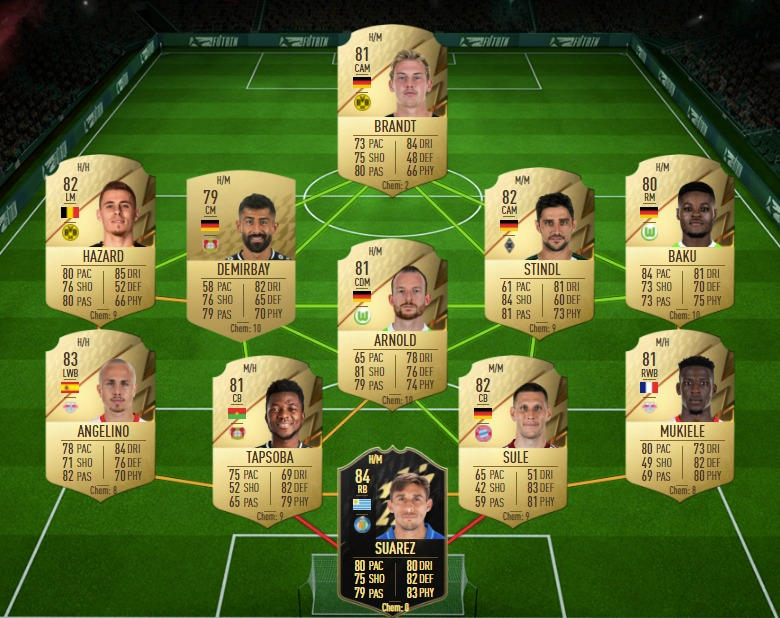 FUTBIN
FUTBIN
H/M
81
CAM
BRANDT
73 PAC 84 DRI
75 SHO 48 DEF
80 PAS 66 PHY
Chem: 2
H/H
82
LM
HAZARD
80 PAC 85 DRI
76 SHO 52 DEF
80 PAS 66 PHY
Chem: 9
H/M
79
CM
DEMIRBAY
58 PAC 82 DRI
76 SHO 65 DEF
79 PAS 70 PHY
Chem: 10
H/M
82
CAM
STINDL
61 PAC 81 DRI
84 SHO 60 DEF
81 PAS 73 PHY
Chem: 9
H/M
80
RM
BAKU
84 PAC 81 DRI
73 SHO 70 DEF
73 PAS 75 PHY
Chem: 10
H/M
81
CDM
ARNOLD
65 PAC 78 DRI
81 SHO 76 DEF
79 PAS 74 PHY
Chem: 10
H/H
83
LWB
ANGELINO
78 PAC 84 DRI
71 SHO 76 DEF
82 PAS 70 PHY
Chem: 8
M/H
81
CB
TAPSOBA
75 PAC 69 DRI
52 SHO 82 DEF
65 PAS 79 PHY
Chem: 9
M/H
82
CB
SULE
65 PAC 51 DRI
42 SHO 83 DEF
59 PAS 81 PHY
Chem: 9
H/H
81
RWB
MUKIELE
80 PAC 73 DRI
49 SHO 82 DEF
69 PAS 80 PHY
Chem: 8
H/M
84
RB
SUAREZ
80 PAC 80 DRI
75 SHO 82 DEF
79 PAS 83 PHY
Chem: 0